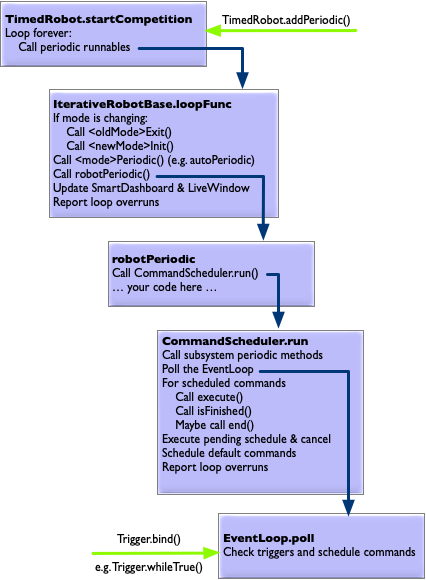 TimedRobot.startCompetition
TimedRobot.addPeriodic()
Loop forever:
Call periodic runnables
IterativeRobotBase.loopFunc
If mode is changing:
Call <oldMode>Exit()
Call <newMode>Init()
Call <mode>Periodic() (e.g. autoPeriodic)
Call robotPeriodic()
Update SmartDashboard & LiveWindow
Report loop overruns
robotPeriodic
Call CommandScheduler.run()
... your code here ...
CommandScheduler.run
Call subsystem periodic methods
Poll the EventLoop
For scheduled commands
Call execute()
Call isFinished()
Maybe call end()
Execute pending schedule & cancel
Schedule default commands
Report loop overruns
EventLoop.poll
Check triggers and schedule commands
Trigger.bind()
e.g. Trigger.whileTrue()